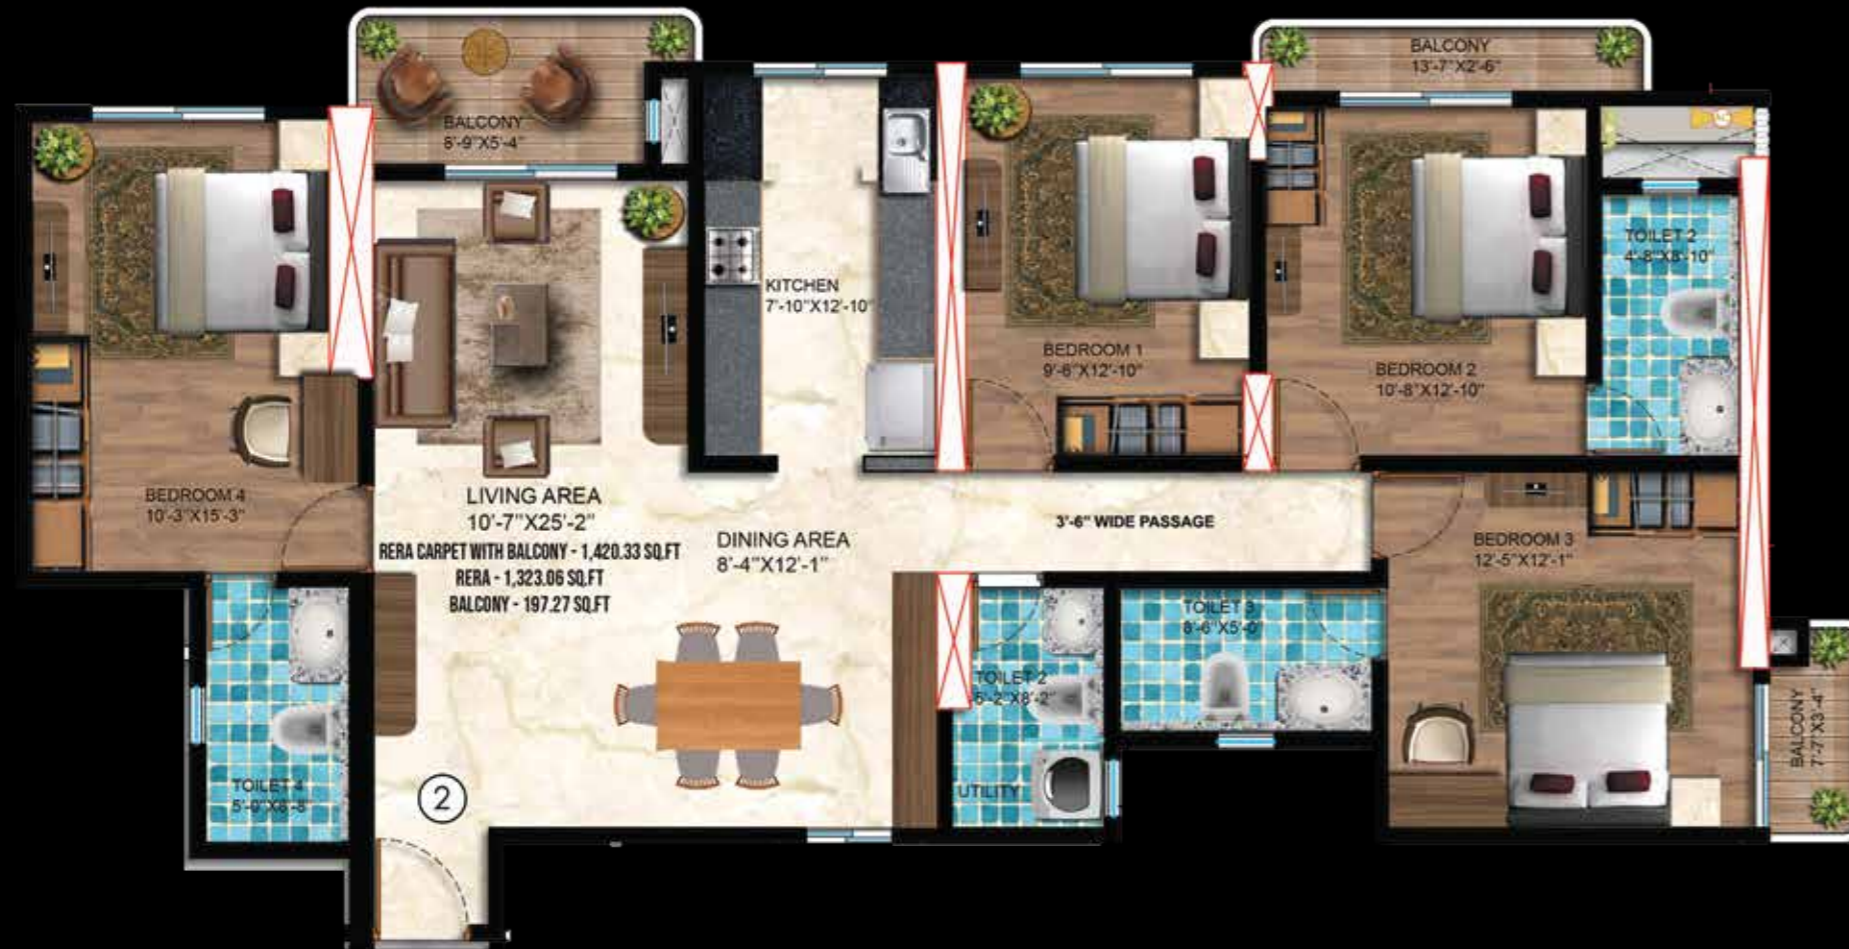 BALCONY
8'-9"X5'-4"
BALCONY
13'-7"X2'-6"
TOILET 2
4'-8"X8'-10"
KITCHEN
7'-10"X12'-10"
BEDROOM 1
9'-6"X12'-10"
BEDROOM 2
10'-8"X12'-10"
BEDROOM 4
10'-3"X15'-3"
LIVING AREA
10'-7"X25'-2"
RERA CARPET WITH BALCONY - 1,420.33 SQ.FT
RERA - 1,323.06 SQ.FT
BALCONY - 197.27 SQ.FT
DINING AREA
8'-4"X12'-1"
3'-6" WIDE PASSAGE
BEDROOM 3
12'-5"X12'-1"
TOILET 3
8'-6"X5'-0"
TOILET 2
5'-2"X8'-2"
BALCONY
7'-7"X3'-4"
TOILET 4
5'-0"X8'-8"
UTILITY
2